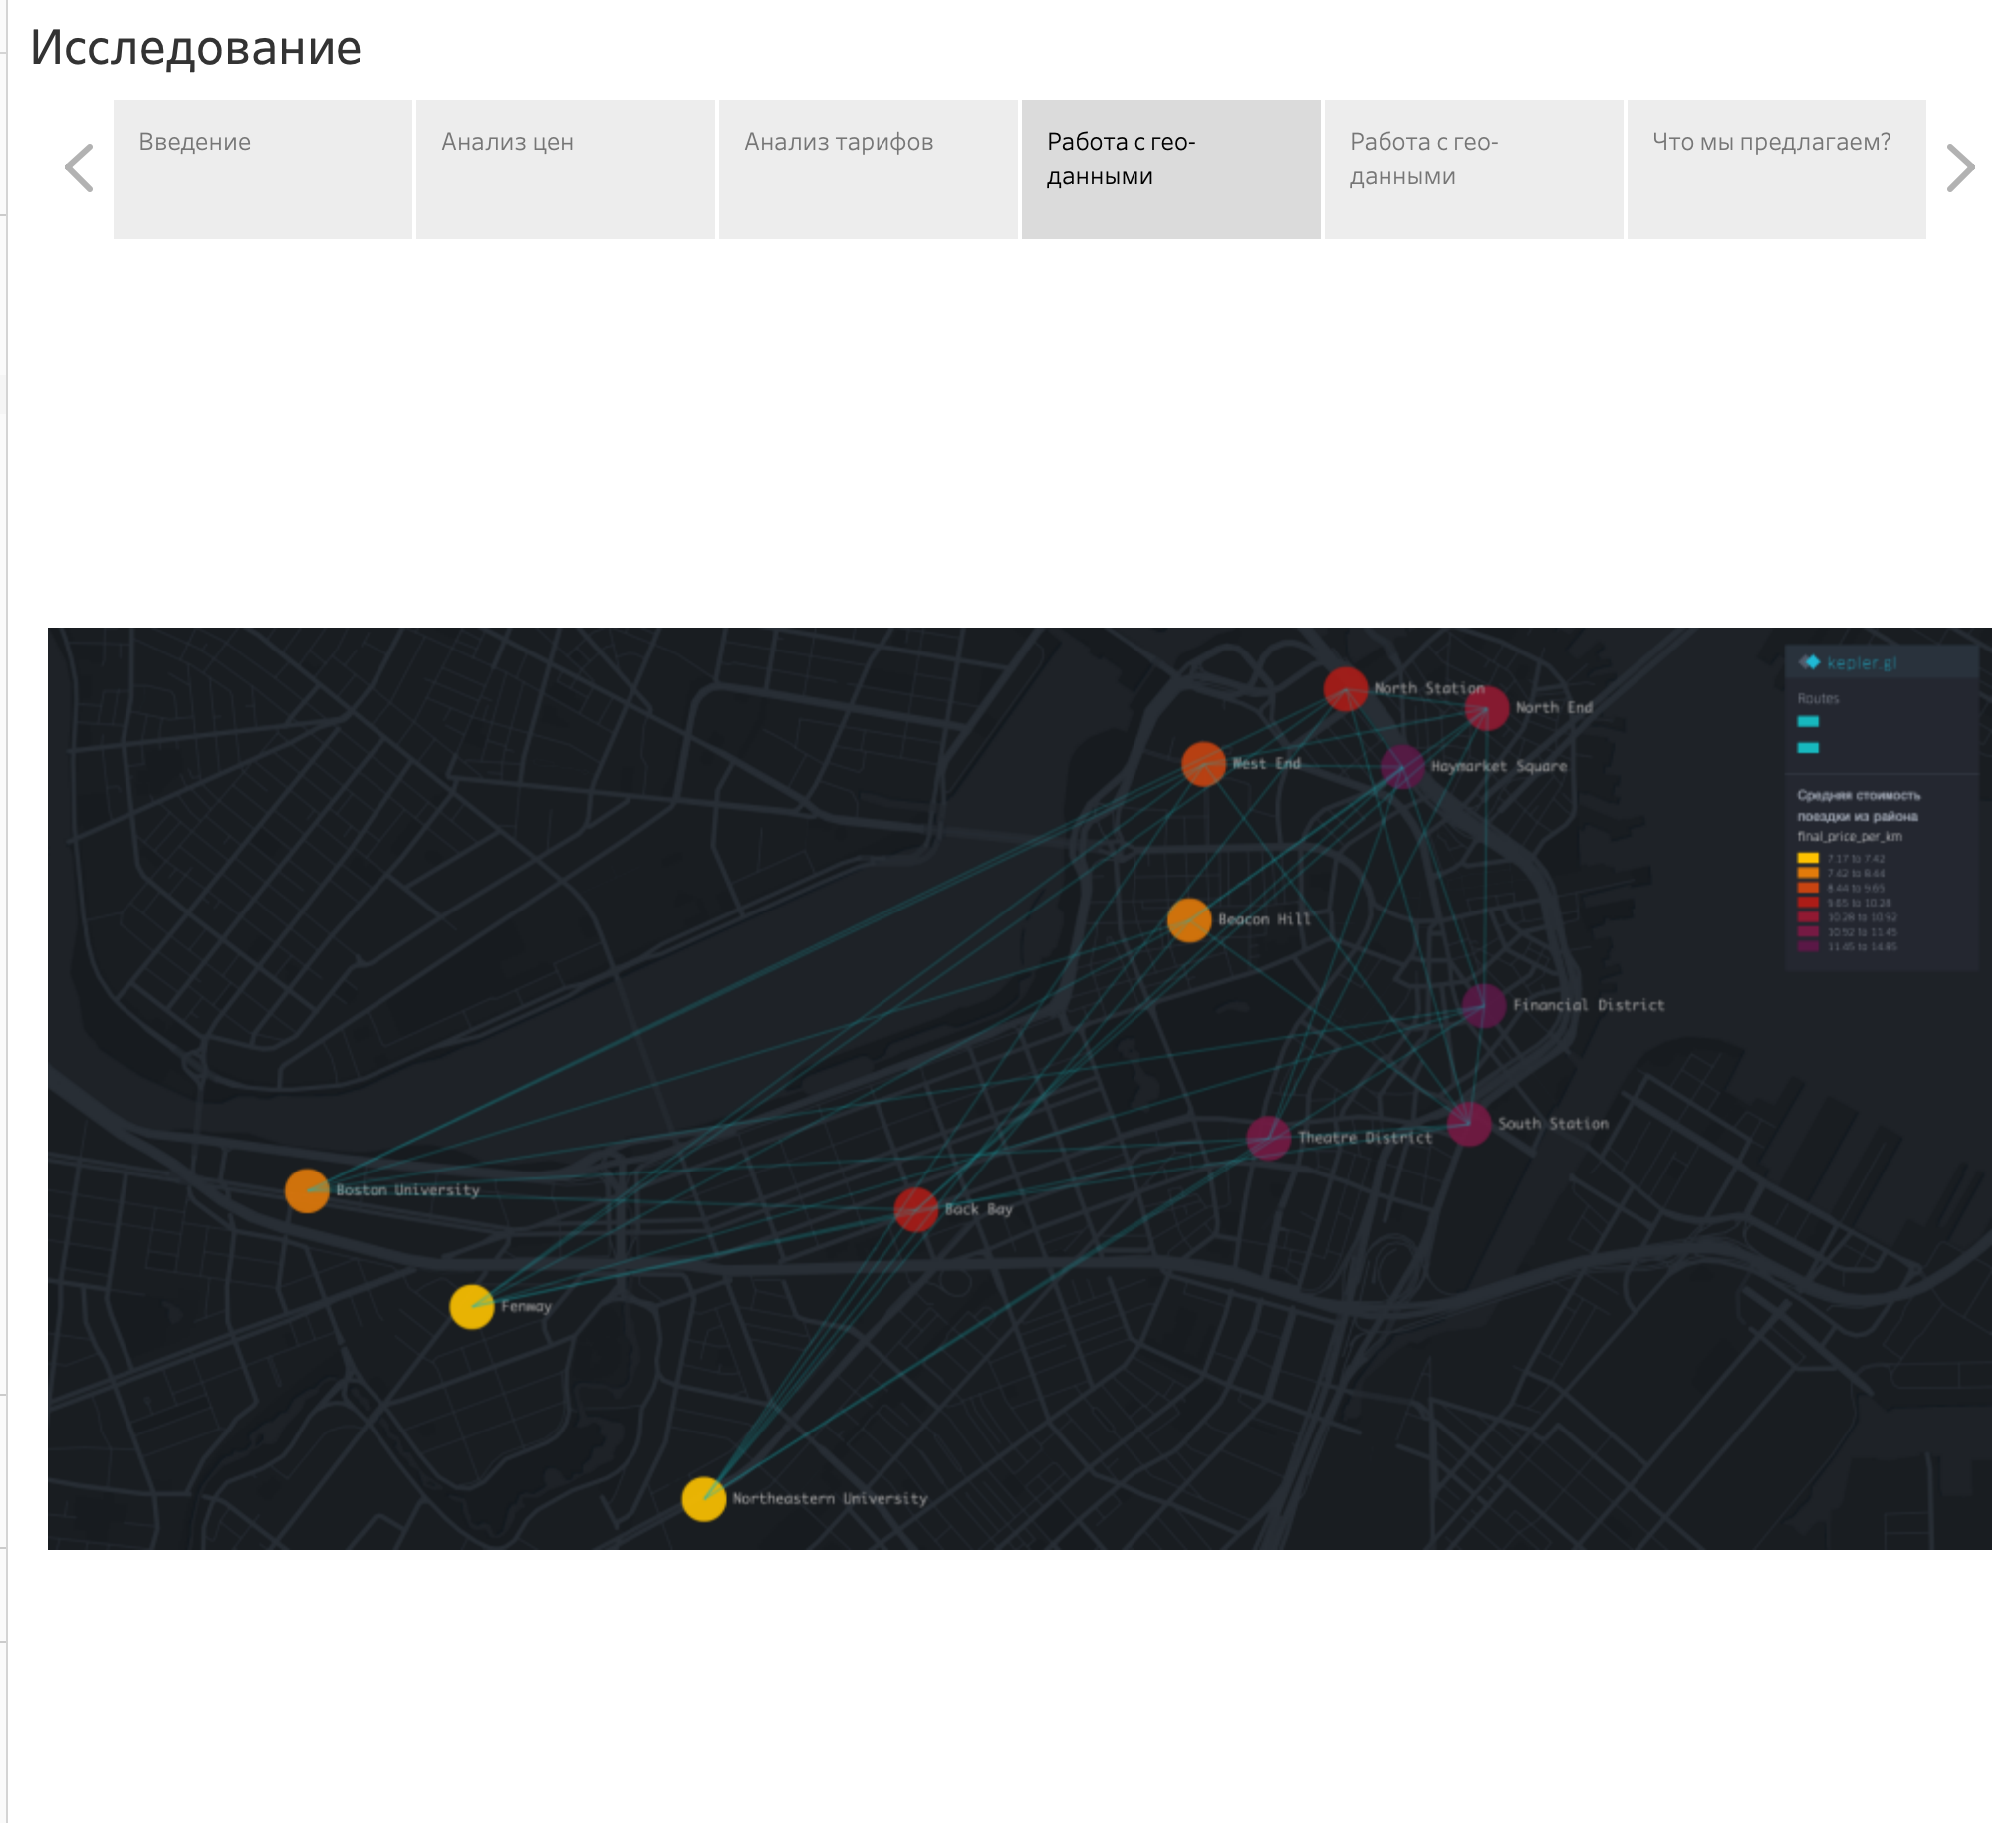 Исследование
Введение
Анализ цен
Анализ тарифов
Работа с гео-
данными
Работа с гео-
данными
Что мы предлагаем?
kepler.gl
Routes
Средняя стоимость
поездки из района
final_price_per_km
7.17 to 7.42
7.42 to 8.44
8.44 to 9.65
9.65 to 10.28
10.28 to 10.92
10.92 to 11.45
11.45 to 14.85
North Station
North End
West End
Haymarket Square
Beacon Hill
Financial District
South Station
Theatre District
Boston University
Back Bay
Fenway
Northeastern University